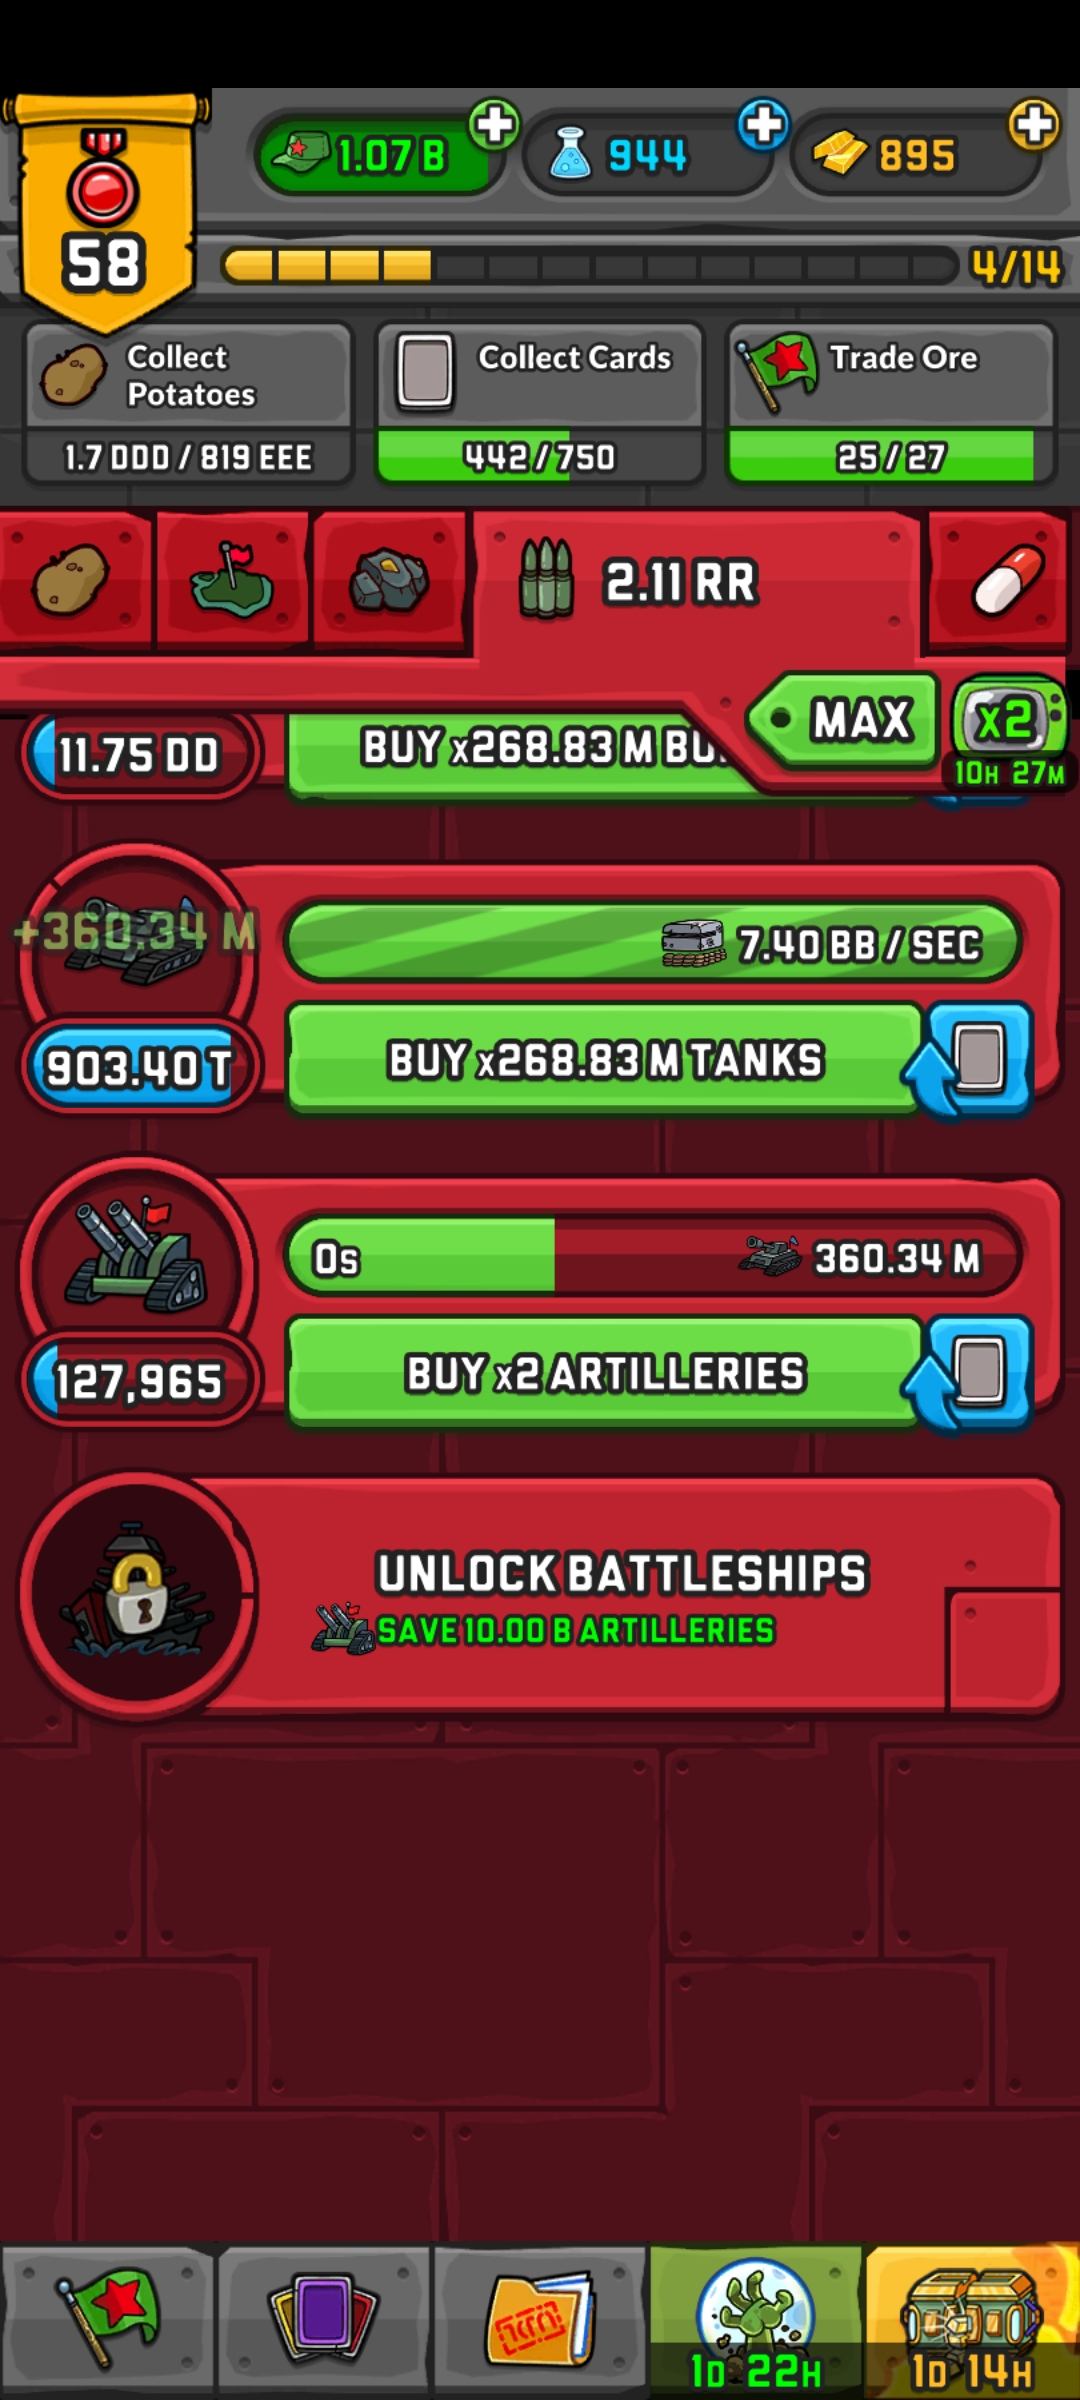 1.07 B
944
895
58
4/14
Collect
Potatoes
1.7 DDD / 819 EEE
Collect Cards
442/750
Trade Ore
25/27
2.11 RR
MAX
x2
10H 27M
11.75 DD
BUY x268.83 M
+360.34 M
7.40 BB / SEC
903.40 T
BUY x268.83 M TANKS
0s
360.34 M
127,965
BUY x2 ARTILLERIES
UNLOCK BATTLESHIPS
SAVE 10.00 B ARTILLERIES
1D 22H
1D 14H